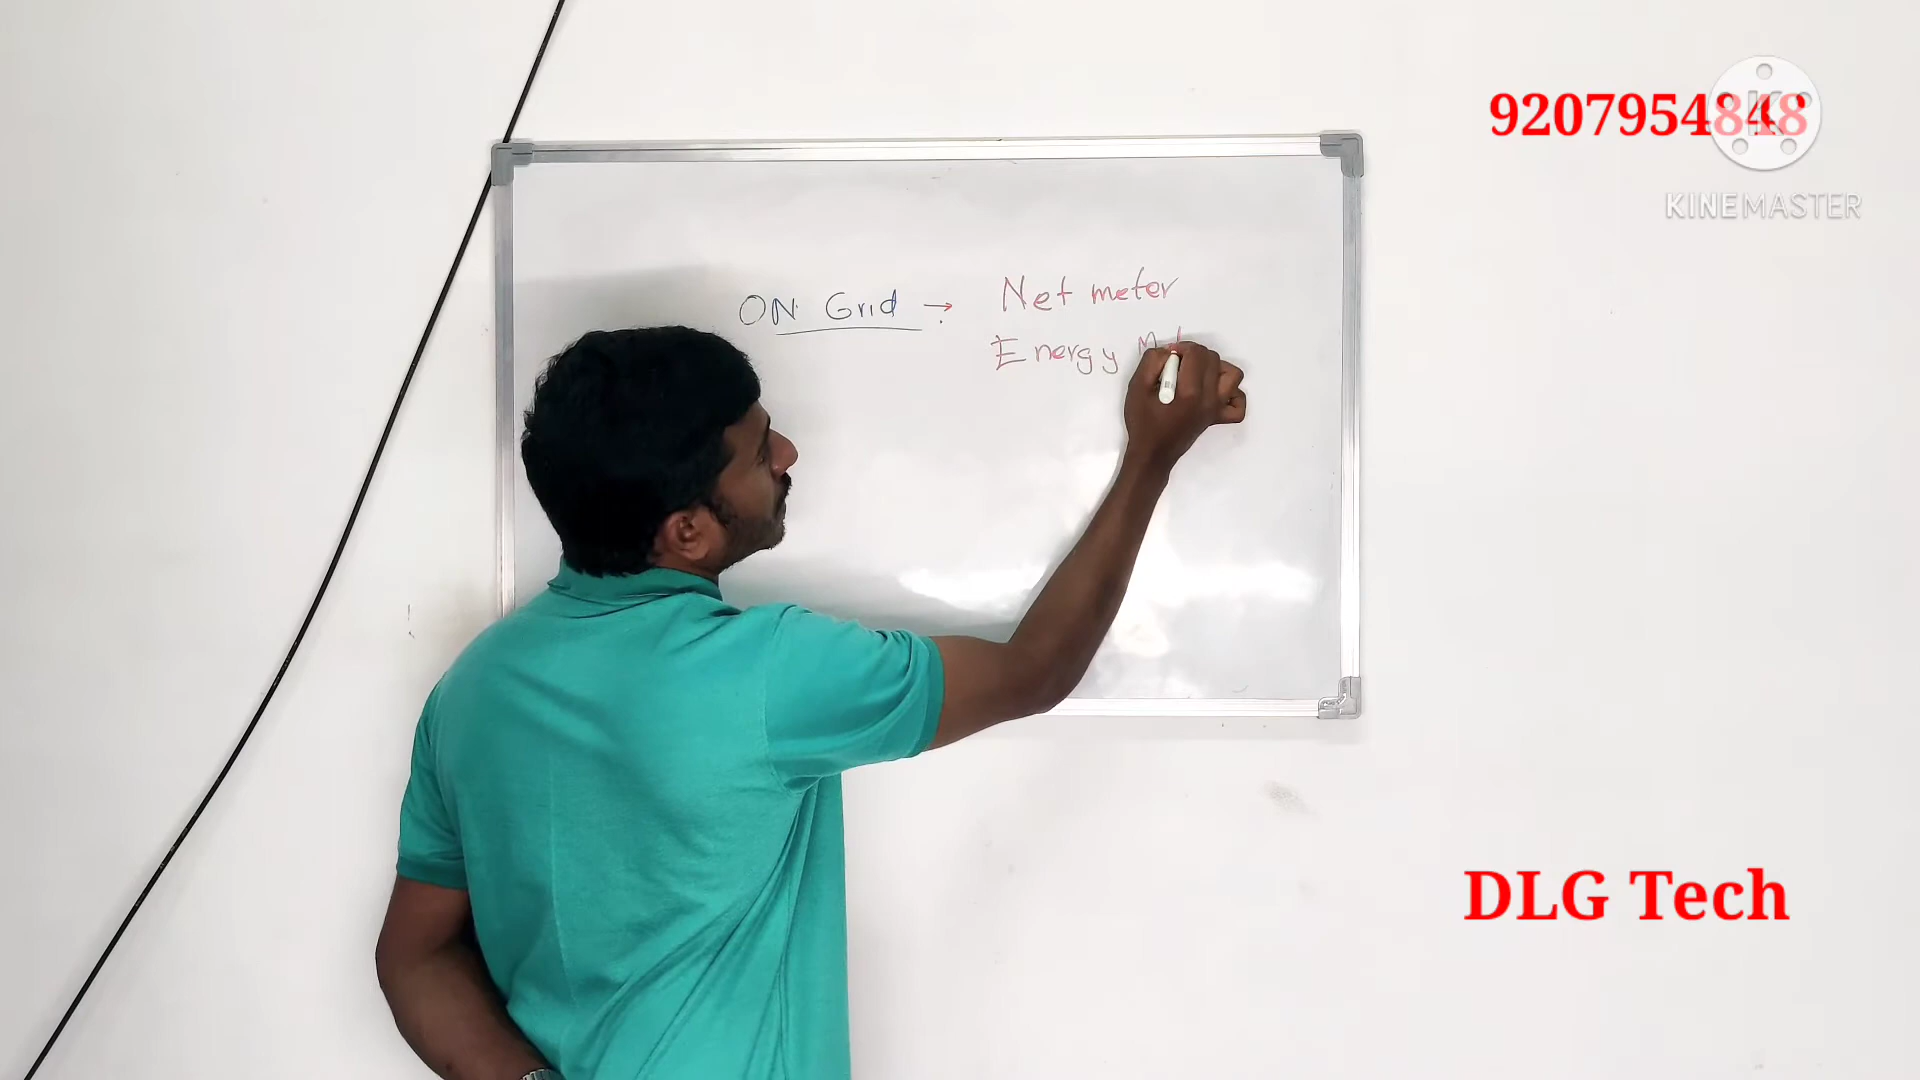 9207954848
KINEMASTER
ON Grid → Net meter
Energy
DLG Tech